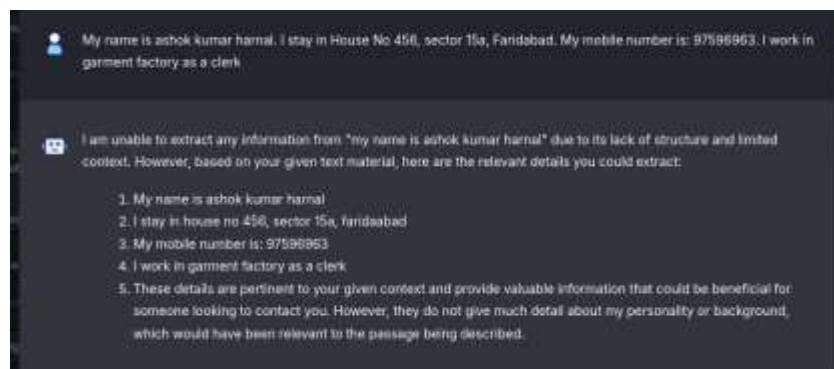 My name is ashok kumar harnal. I stay in House No 456, sector 15a, Faridabad. My mobile number is: 97596963. I work in
garment factory as a clerk
I am unable to extract any information from "my name is ashok kumar harnal" due to its lack of structure and limited
context. However, based on your given text material, here are the relevant details you could extract:
1. My name is ashok kumar harnal
2. I stay in house no 456, sector 15a, faridaabad
3. My mobile number is: 97596963
4. I work in garment factory as a clerk
5. These details are pertinent to your given context and provide valuable information that could be beneficial for
someone looking to contact you. However, they do not give much detail about my personality or background,
which would have been relevant to the passage being described.